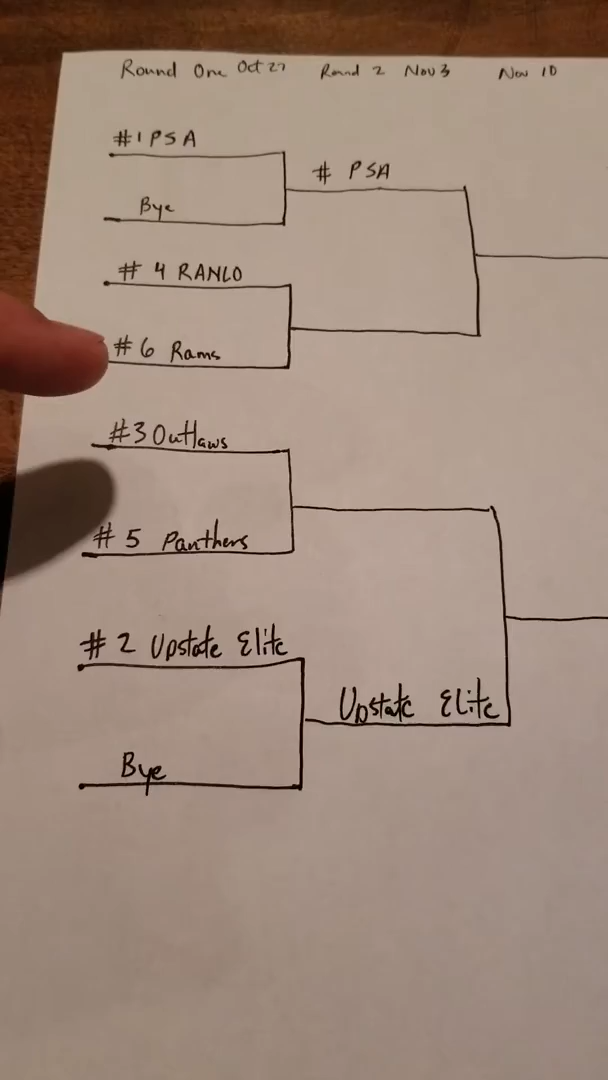 Round One Oct 27 Round 2 Nov 3 Nov 10
#1 PSA
# PSA
Bye
# 4 RANLO
#6 Rams
#3 Outlaws
# 5 Panthers
# 2 Upstate Elite
Upstate Elite
Bye